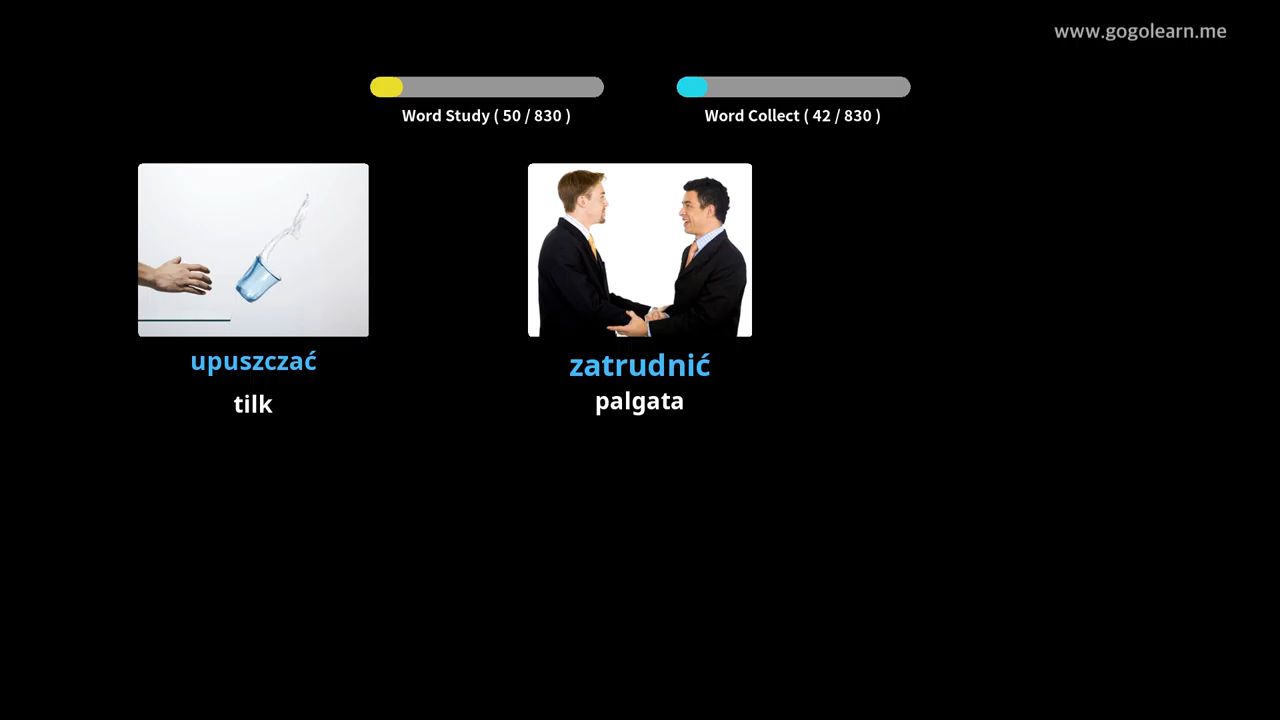 www.gogolearn.me
Word Study ( 50 / 830 )
Word Collect ( 42 / 830 )
upuszczać
tilk
zatrudnić
palgata